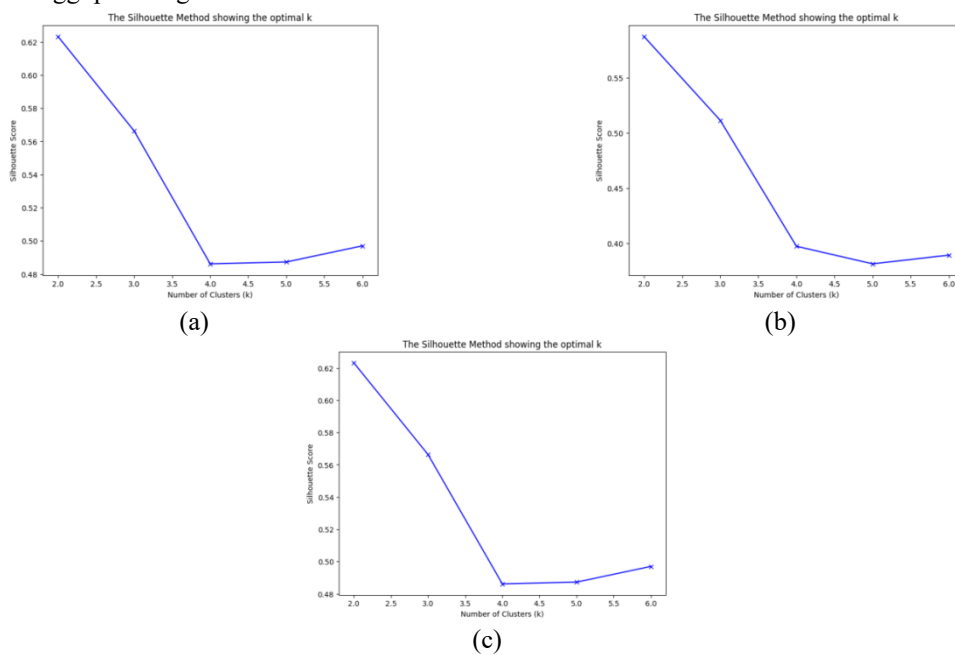 The Silhouette Method showing the optimal k
0.62
0.60
0.58
0.56
0.54
0.52
0.50
0.48
Silhouette Score
2.0 2.5 3.0 3.5 4.0 4.5 5.0 5.5 6.0
Number of Clusters (k)
(a)
The Silhouette Method showing the optimal k
0.55
0.50
0.45
0.40
Silhouette Score
2.0 2.5 3.0 3.5 4.0 4.5 5.0 5.5 6.0
Number of Clusters (k)
(b)
The Silhouette Method showing the optimal k
0.62
0.60
0.58
0.56
0.54
0.52
0.50
0.48
Silhouette Score
2.0 2.5 3.0 3.5 4.0 4.5 5.0 5.5 6.0
Number of Clusters (k)
(c)